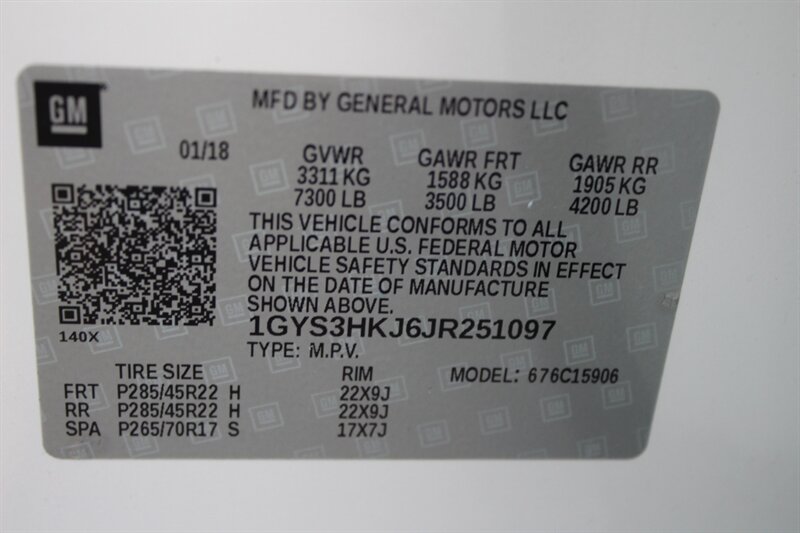 GM
MFD BY GENERAL MOTORS LLC
01/18
GVWR
3311 KG
7300 LB
GAWR FRT
1588 KG
3500 LB
GAWR RR
1905 KG
4200 LB
THIS VEHICLE CONFORMS TO ALL
APPLICABLE U.S. FEDERAL MOTOR
VEHICLE SAFETY STANDARDS IN EFFECT
ON THE DATE OF MANUFACTURE
SHOWN ABOVE.
140X
1GYS3HKJ6JR251097
TYPE: M.P.V.
TIRE SIZE RIM MODEL: 676C15906
FRT P285/45R22 H 22X9J
RR P285/45R22 H 22X9J
SPA P265/70R17 S 17X7J